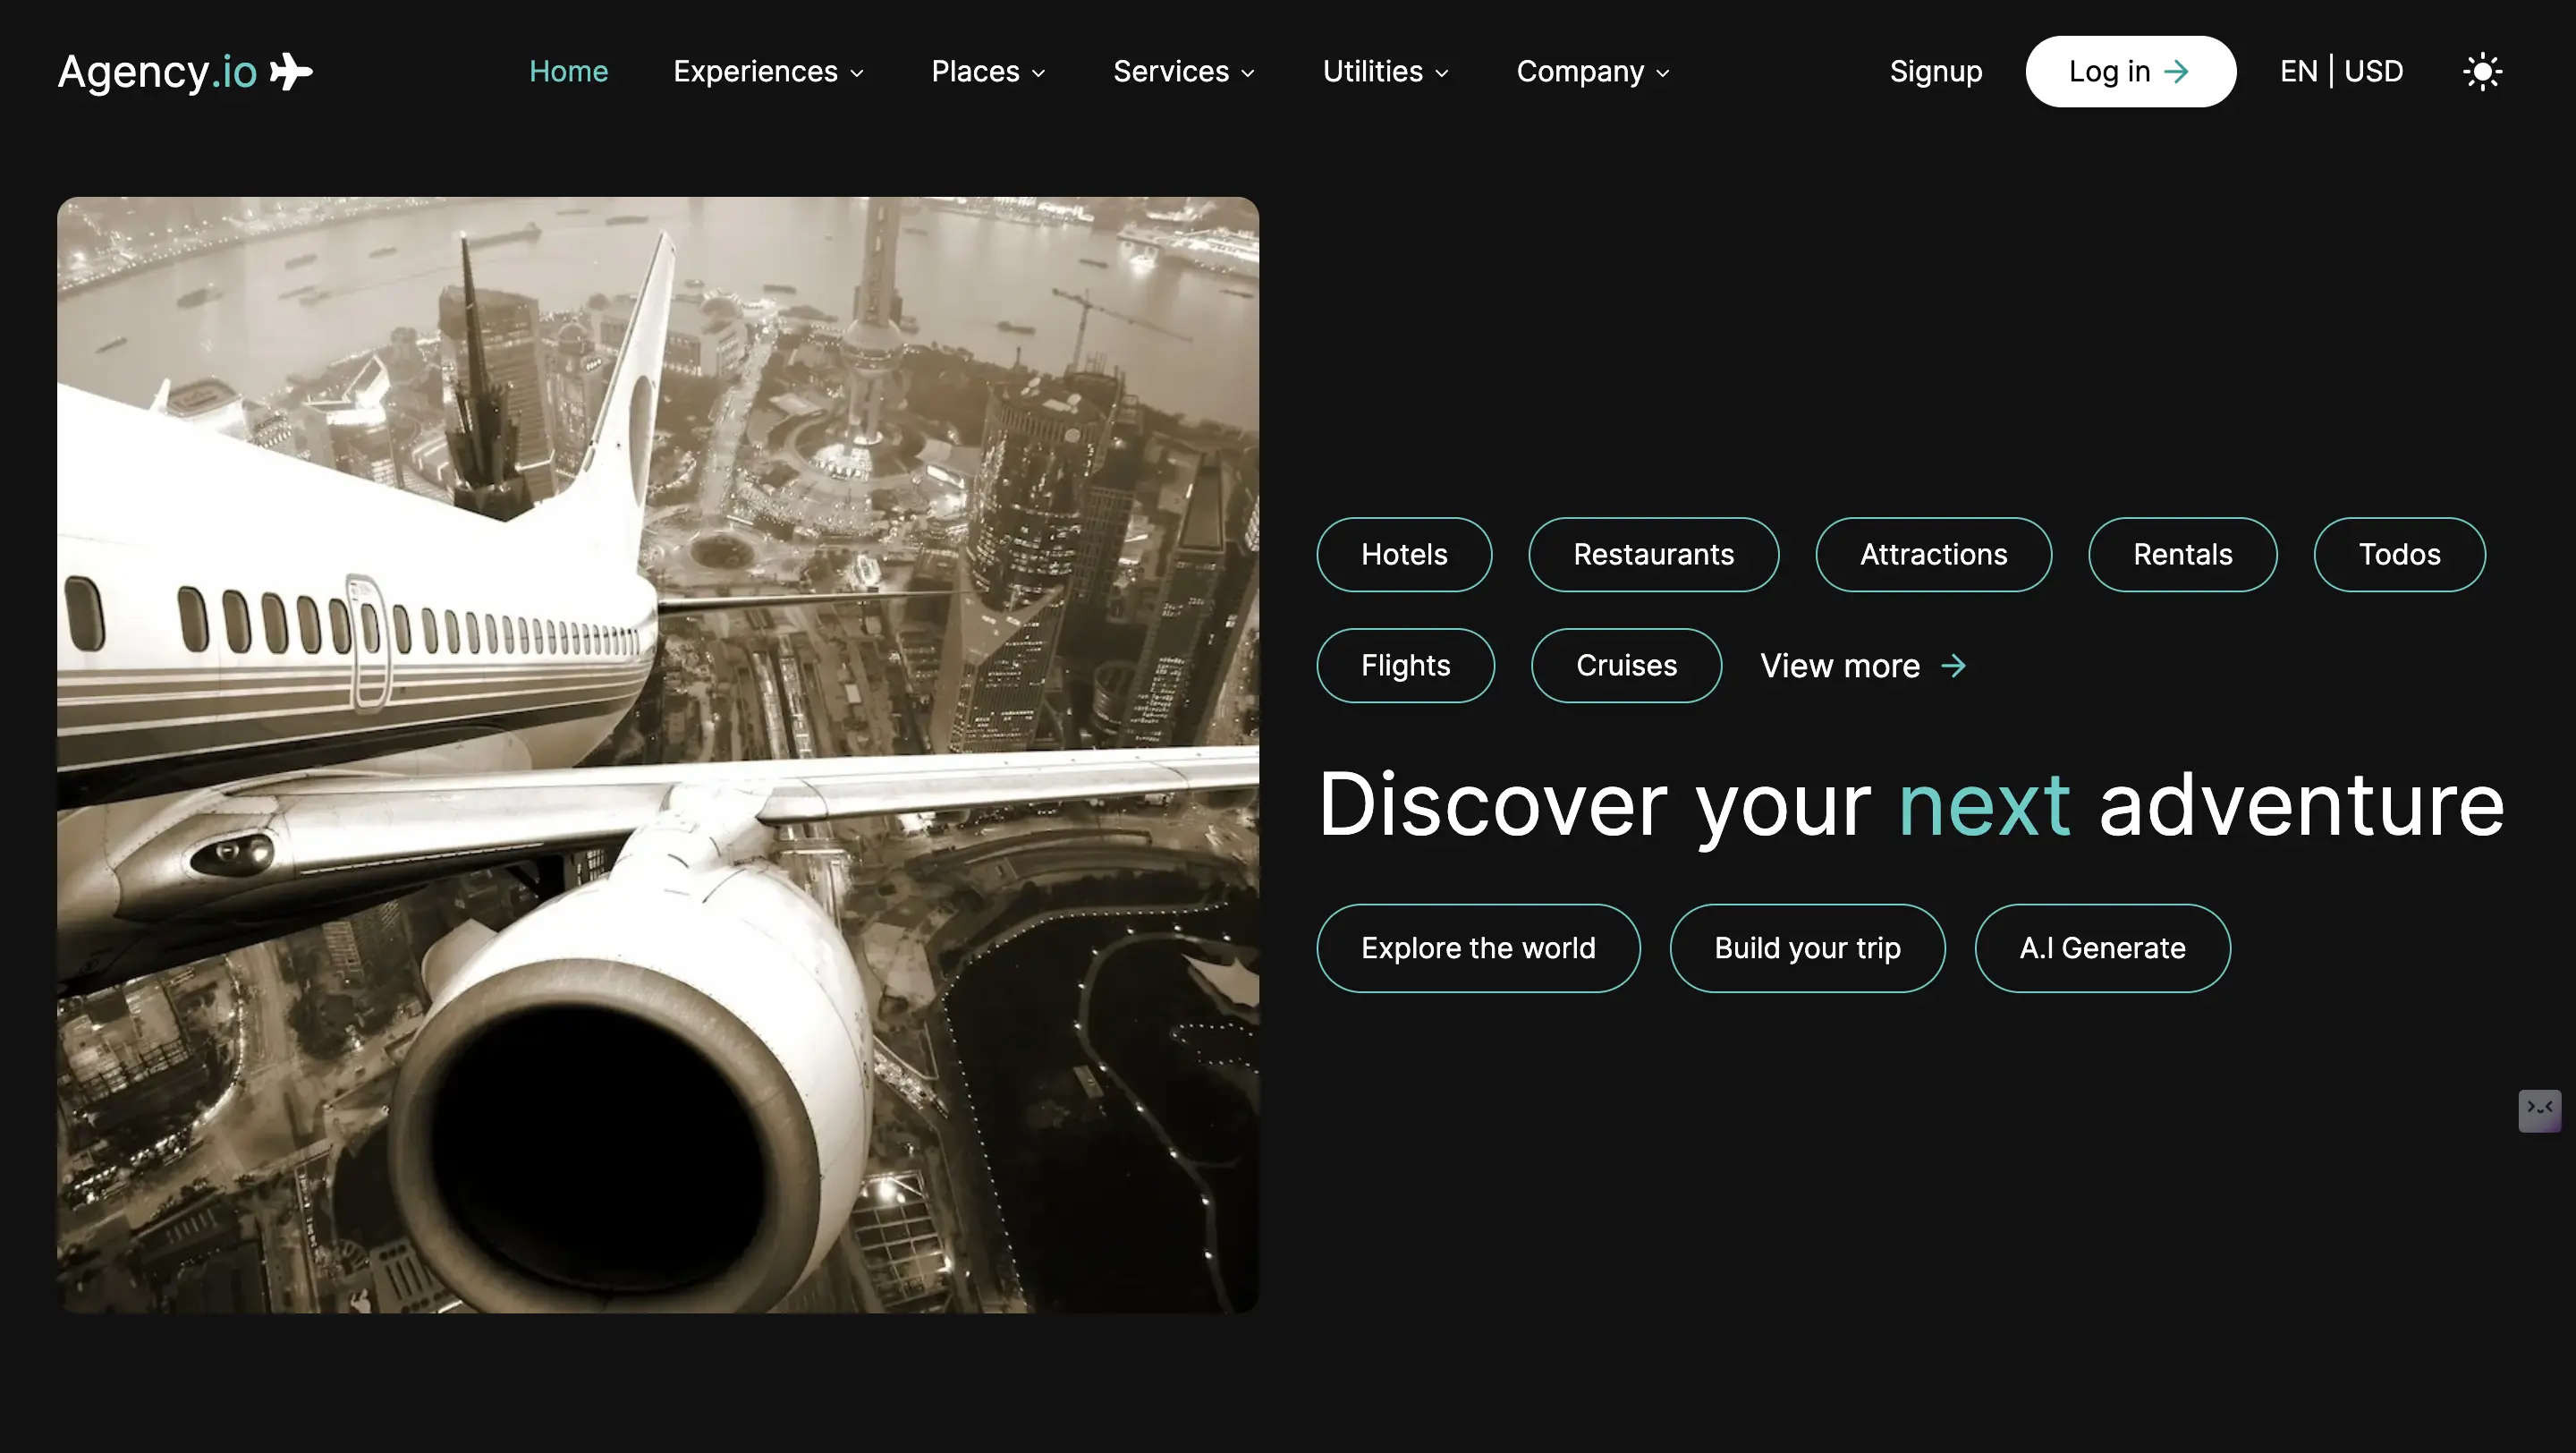 Agency.io
Home Experiences Places Services Utilities Company
Signup Log in EN | USD
Hotels Restaurants Attractions Rentals Todos
Flights Cruises View more
Discover your next adventure
Explore the world Build your trip A.I Generate